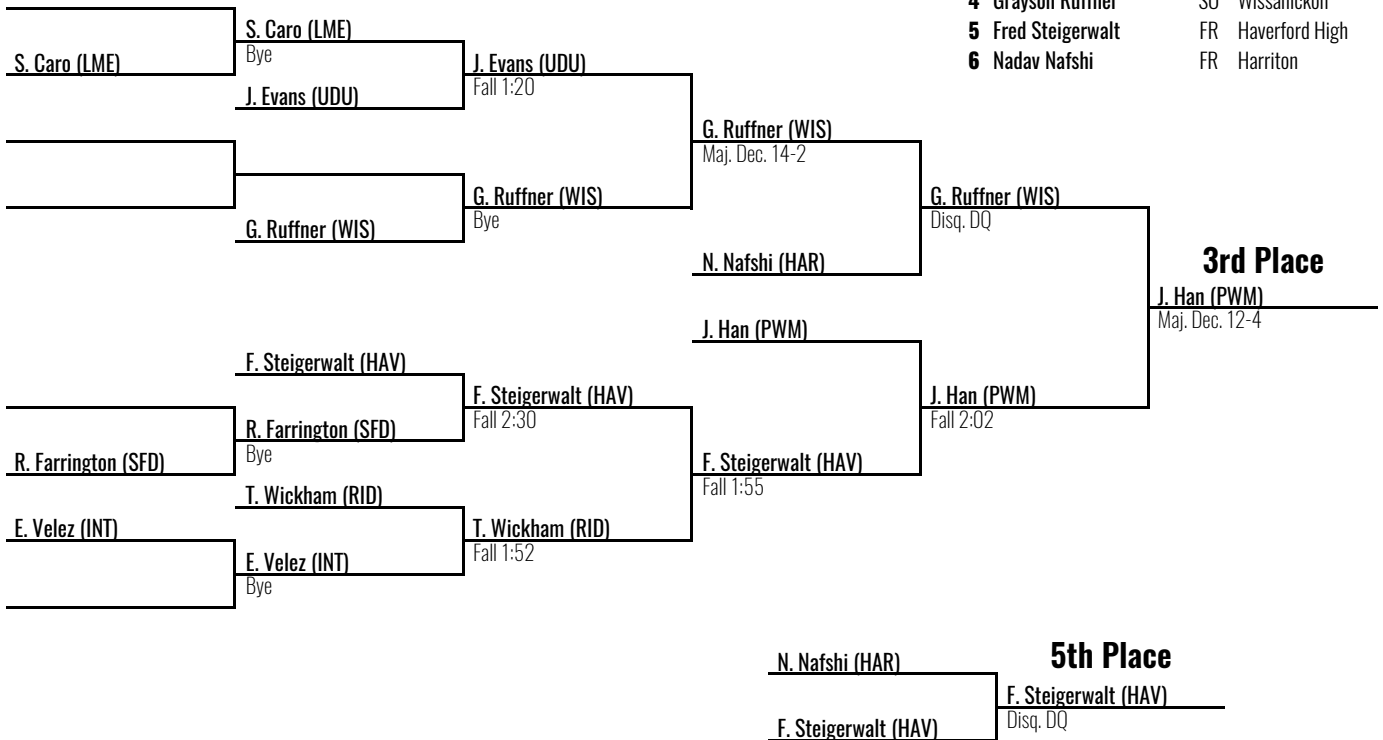 4 Grayson Ruffner SO Wissahickon
5 Fred Steigerwalt FR Haverford High
6 Nadav Nafshi FR Harriton
S. Caro (LME)
Bye
S. Caro (LME)
J. Evans (UDU)
Fall 1:20
J. Evans (UDU)
G. Ruffner (WIS)
Maj. Dec. 14-2
G. Ruffner (WIS)
Bye
G. Ruffner (WIS)
Disq. DQ
G. Ruffner (WIS)
N. Nafshi (HAR)
3rd Place
J. Han (PWM)
Maj. Dec. 12-4
J. Han (PWM)
F. Steigerwalt (HAV)
F. Steigerwalt (HAV)
Fall 2:30
J. Han (PWM)
Fall 2:02
R. Farrington (SFD)
Bye
R. Farrington (SFD)
F. Steigerwalt (HAV)
Fall 1:55
T. Wickham (RID)
E. Velez (INT)
T. Wickham (RID)
Fall 1:52
E. Velez (INT)
Bye
5th Place
N. Nafshi (HAR)
F. Steigerwalt (HAV)
Disq. DQ
F. Steigerwalt (HAV)